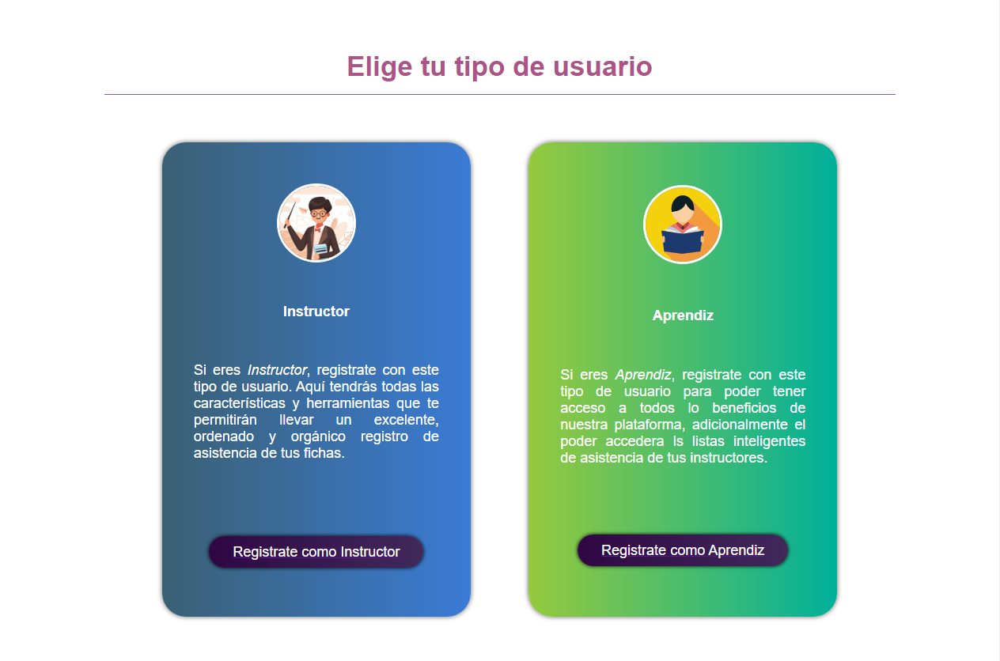 Elige tu tipo de usuario
Instructor
Si eres Instructor, registrate con este
tipo de usuario. Aquí tendrás todas las
características y herramientas que te
permitirán llevar un excelente,
ordenado y orgánico registro de
asistencia de tus fichas.
Registrate como Instructor
Aprendiz
Si eres Aprendiz, registrate con este
tipo de usuario para poder tener
acceso a todos lo beneficios de
nuestra plataforma, adicionalmente el
poder accedera ls listas inteligentes
de asistencia de tus instructores.
Registrate como Aprendiz